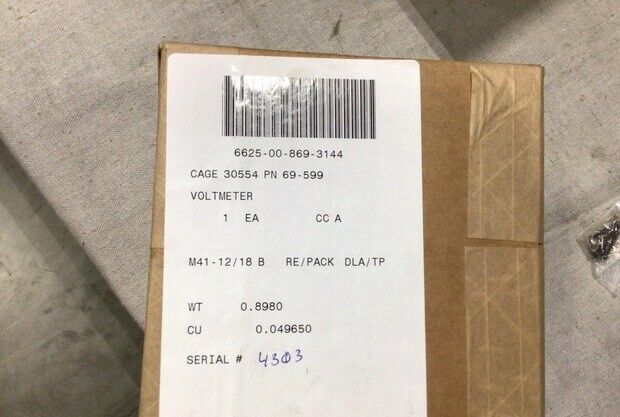 6625-00-869-3144
CAGE 30554 PN 69-599
VOLTMETER
1 EA CC A
M41-12/18 B RE/PACK DLA/TP
WT 0.8980
CU 0.049650
SERIAL # 4303